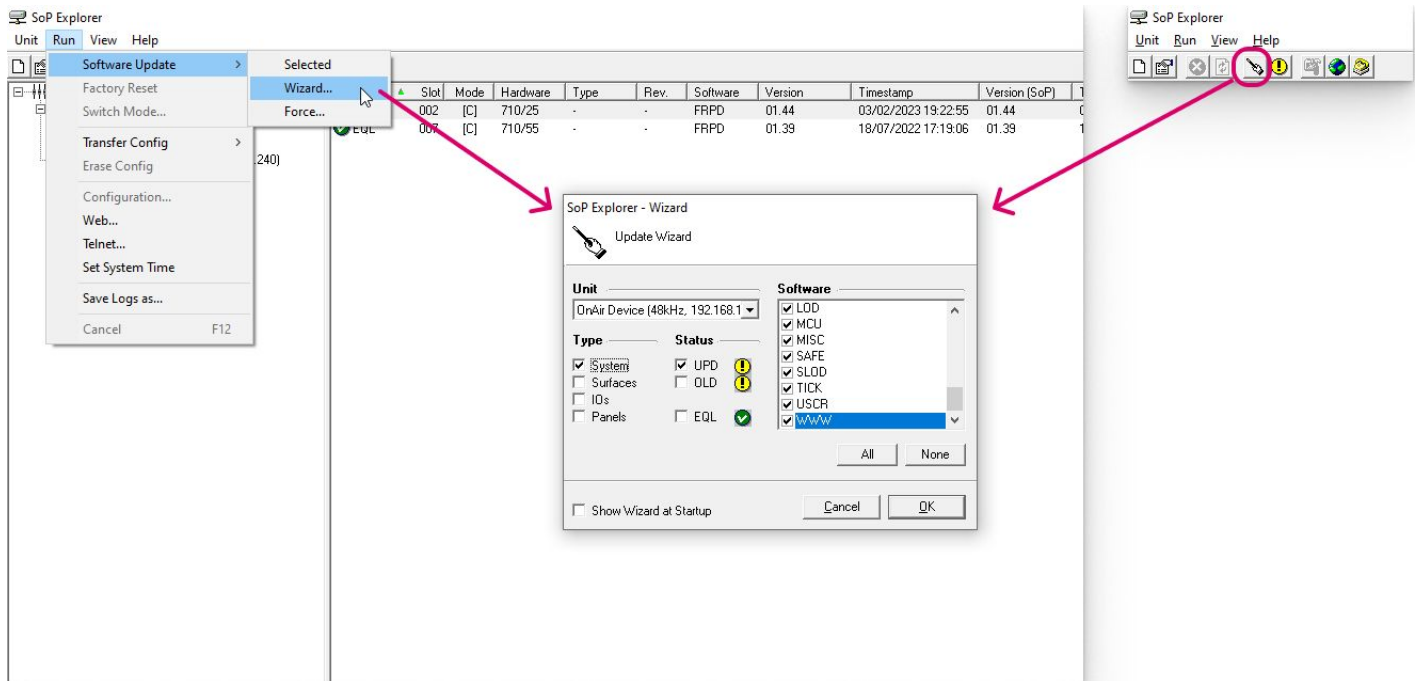 SoP Explorer
Unit Run View Help
Software Update
Factory Reset
Switch Mode...
Transfer Config
Erase Config
Configuration...
Web...
Telnet...
Set System Time
Save Logs as...
Cancel F12
Selected
Wizard...
Force...
.240)
Slot Mode Hardware Type Rev. Software Version Timestamp Version (SoP)
002 [C] 710/25 - - FRPD 01.44 03/02/2023 19:22:55 01.44
EQL 007 [C] 710/55 - - FRPD 01.39 18/07/2022 17:19:06 01.39
SoP Explorer - Wizard
Update Wizard
Unit
OnAir Device (48kHz, 192.168.1
Type
System
Surfaces
IOs
Panels
Status
UPD
OLD
EQL
Software
LOD
MCU
MISC
SAFE
SLOD
TICK
USCR
WWW
All None
Show Wizard at Startup
Cancel OK
SoP Explorer
Unit Run View Help